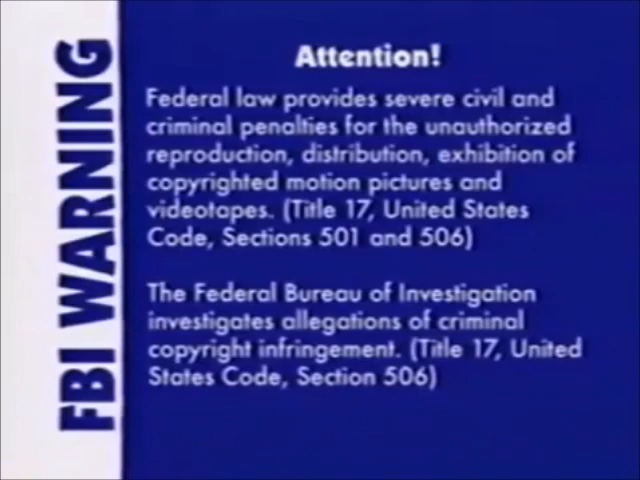 FBI WARNING
Attention!
Federal law provides severe civil and
criminal penalties for the unauthorized
reproduction, distribution, exhibition of
copyrighted motion pictures and
videotapes. (Title 17, United States
Code, Sections 501 and 506)
The Federal Bureau of Investigation
investigates allegations of criminal
copyright infringement. (Title 17, United
States Code, Section 506)